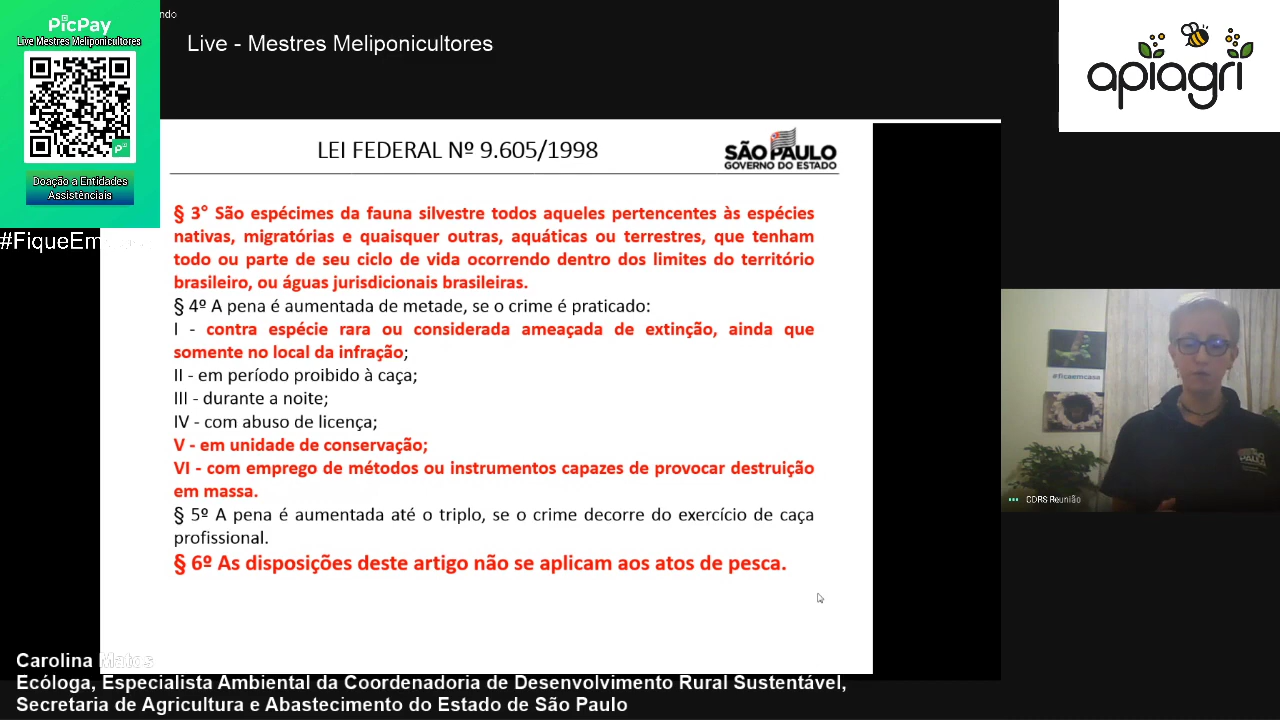 PicPay
Live Mestres Meliponicultores
ndo
Live - Mestres Meliponicultores
apiagri
Doação a Entidades
Assistênciais
#FiqueEm
LEI FEDERAL Nº 9.605/1998
SÃO PAULO
GOVERNO DO ESTADO
§ 3° São espécimes da fauna silvestre todos aqueles pertencentes às espécies
nativas, migratórias e quaisquer outras, aquáticas ou terrestres, que tenham
todo ou parte de seu ciclo de vida ocorrendo dentro dos limites do território
brasileiro, ou águas jurisdicionais brasileiras.
§ 4º A pena é aumentada de metade, se o crime é praticado:
I - contra espécie rara ou considerada ameaçada de extinção, ainda que
somente no local da infração;
II - em período proibido à caça;
III - durante a noite;
IV - com abuso de licença;
V - em unidade de conservação;
VI - com emprego de métodos ou instrumentos capazes de provocar destruição
em massa.
§ 5º A pena é aumentada até o triplo, se o crime decorre do exercício de caça
profissional.
§ 6º As disposições deste artigo não se aplicam aos atos de pesca.
#ficaemcasa
CDRS Reunião
Carolina Matos
Ecóloga, Especialista Ambiental da Coordenadoria de Desenvolvimento Rural Sustentável,
Secretaria de Agricultura e Abastecimento do Estado de São Paulo